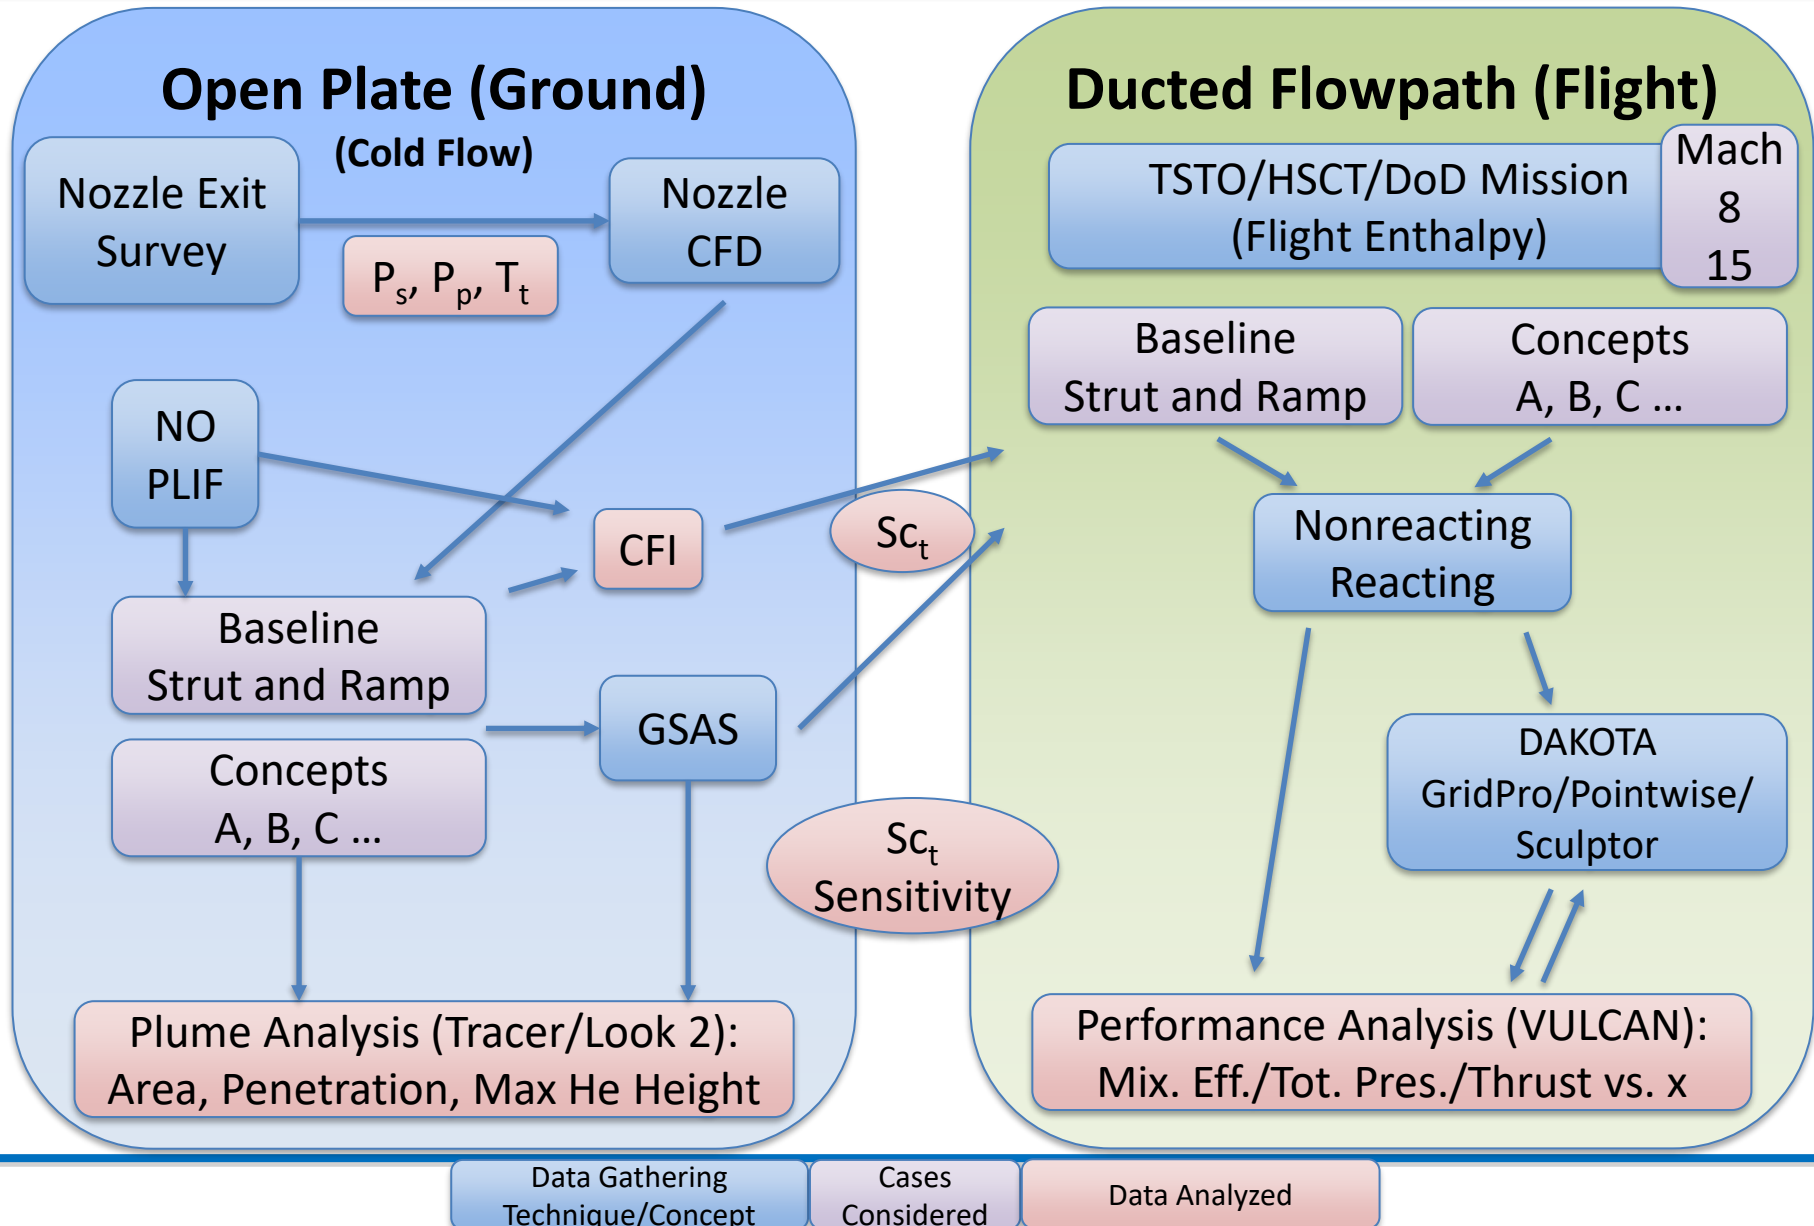 Open Plate (Ground)
(Cold Flow)
Nozzle Exit
Survey
Nozzle
CFD
Ps, Pp, Tt
NO
PLIF
CFI
Baseline
Strut and Ramp
GSAS
Concepts
A, B, C ...
Plume Analysis (Tracer/Look 2):
Area, Penetration, Max He Height
Sct
Sct
Sensitivity
Ducted Flowpath (Flight)
TSTO/HSCT/DoD Mission
(Flight Enthalpy)
Mach
8
15
Baseline
Strut and Ramp
Concepts
A, B, C ...
Nonreacting
Reacting
DAKOTA
GridPro/Pointwise/
Sculptor
Performance Analysis (VULCAN):
Mix. Eff./Tot. Pres./Thrust vs. x
Data Gathering
Technique/Concept
Cases
Considered
Data Analyzed